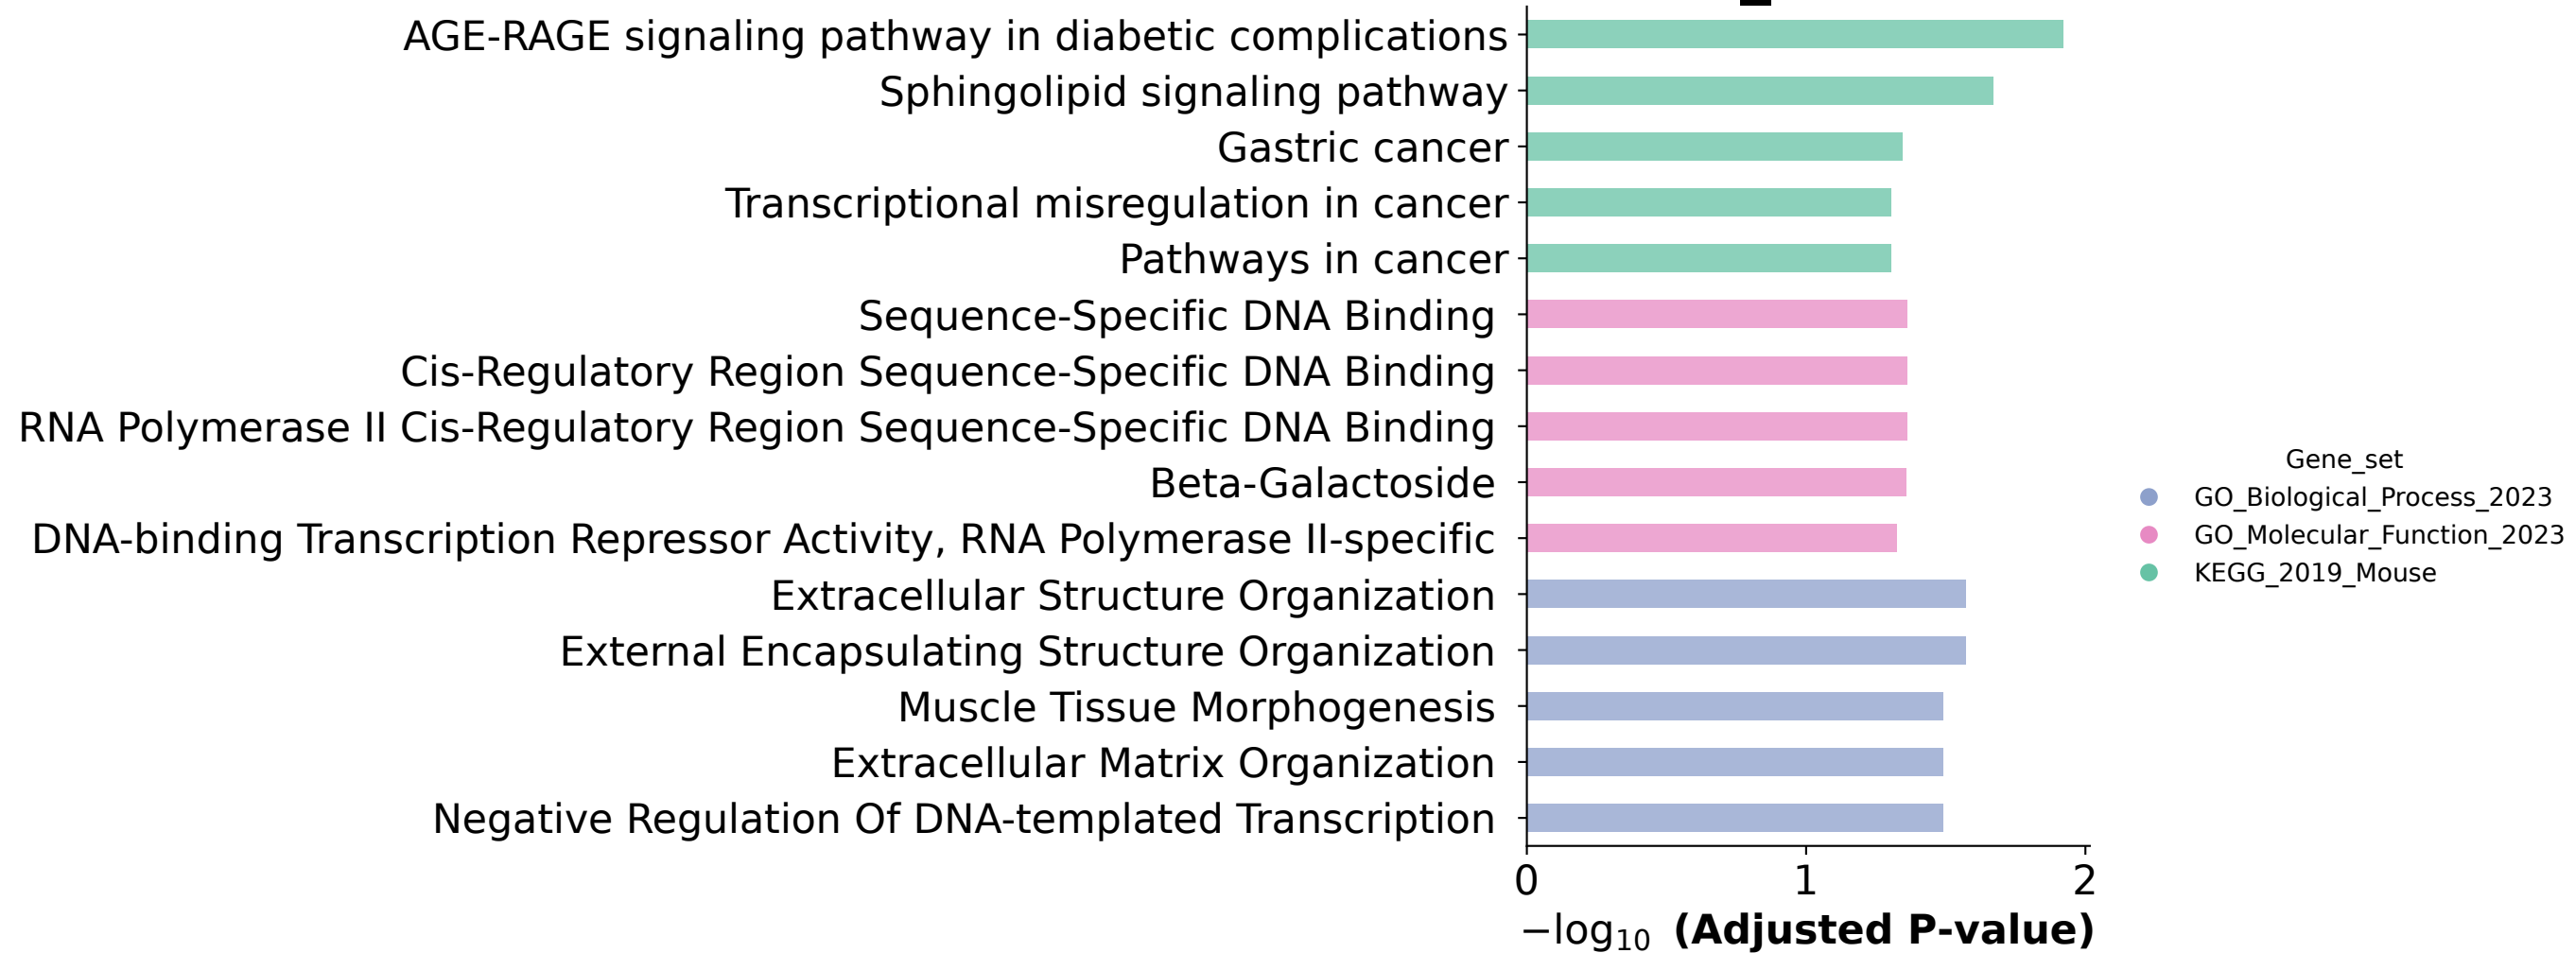 AGE-RAGE signaling pathway in diabetic complications
Sphingolipid signaling pathway
Gastric cancer
Transcriptional misregulation in cancer
Pathways in cancer
Sequence-Specific DNA Binding
Cis-Regulatory Region Sequence-Specific DNA Binding
RNA Polymerase II Cis-Regulatory Region Sequence-Specific DNA Binding
Beta-Galactoside
DNA-binding Transcription Repressor Activity, RNA Polymerase II-specific
Extracellular Structure Organization
External Encapsulating Structure Organization
Muscle Tissue Morphogenesis
Extracellular Matrix Organization
Negative Regulation Of DNA-templated Transcription
0 1 2
−log₁₀ (Adjusted P-value)
Gene_set
GO_Biological_Process_2023
GO_Molecular_Function_2023
KEGG_2019_Mouse